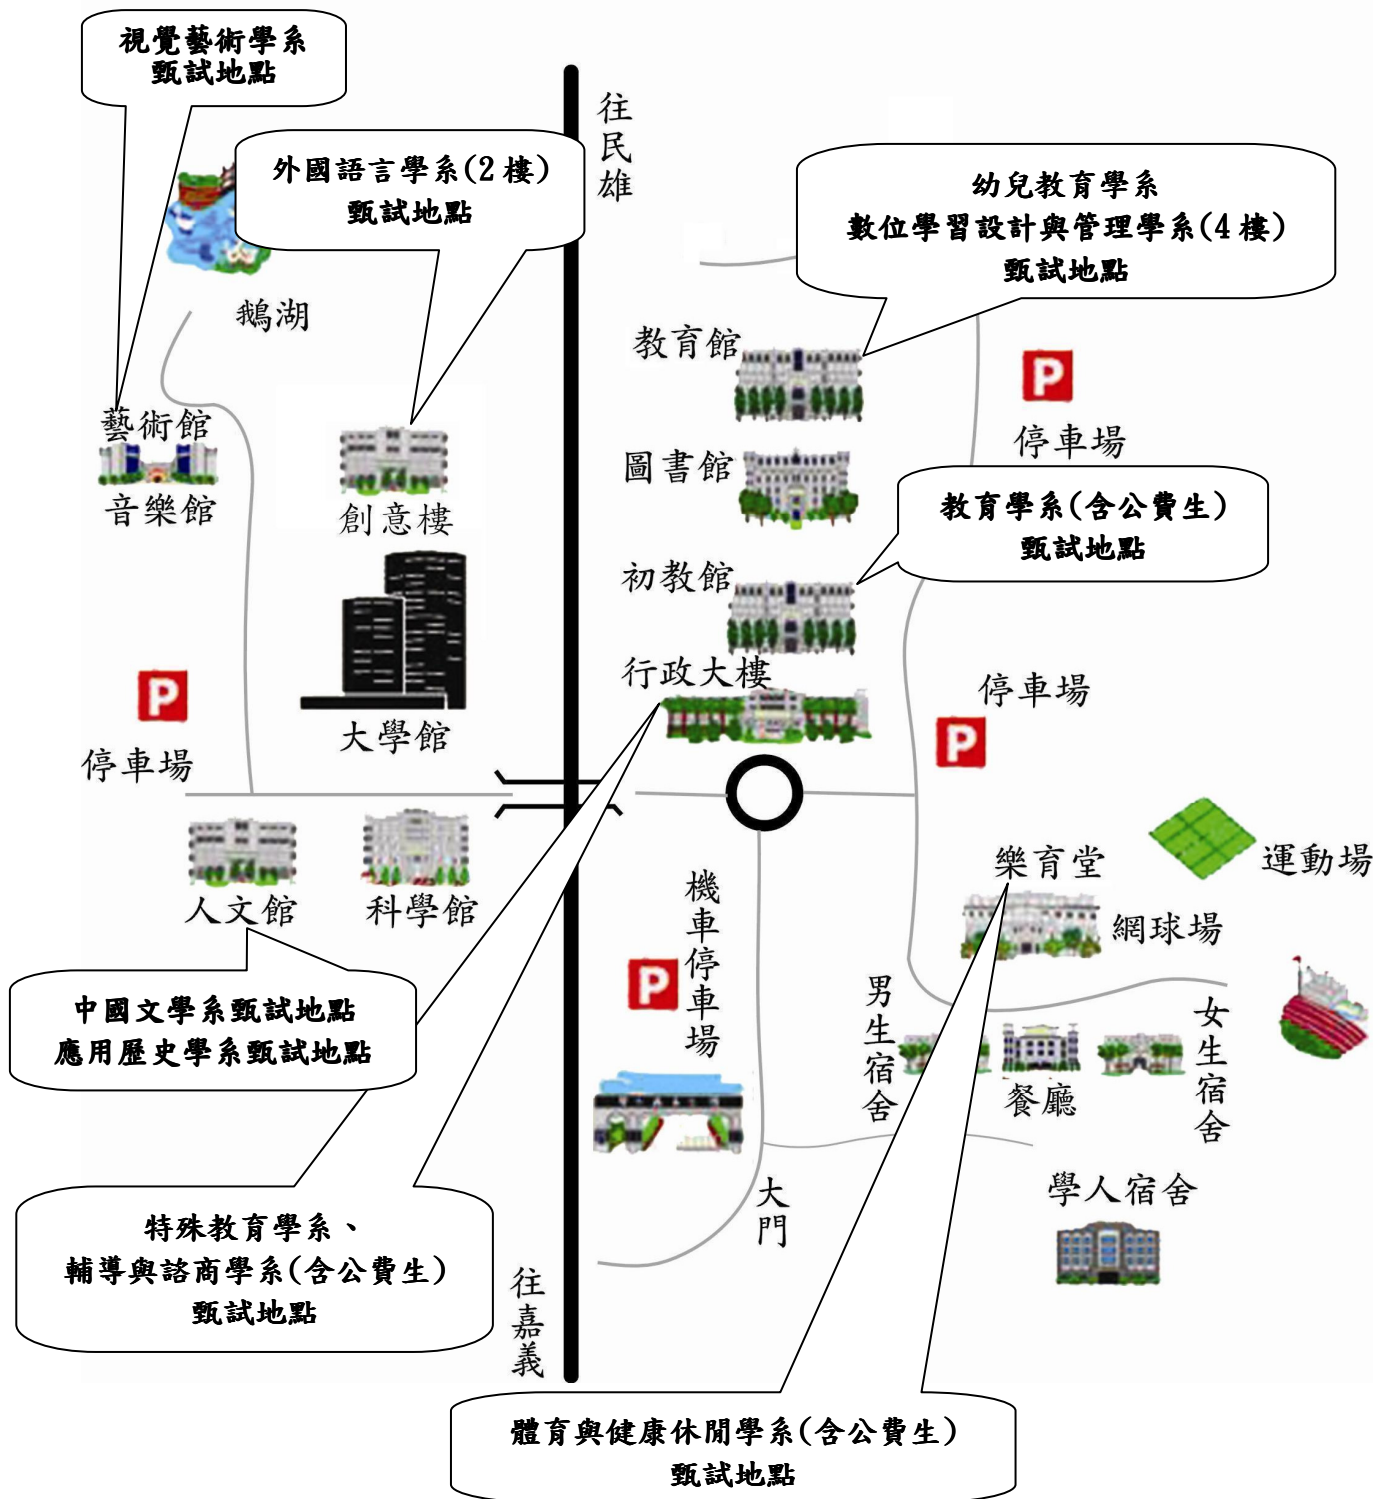 視覺藝術學系
甄試地點
往民雄
外國語言學系(2樓)
甄試地點
幼兒教育學系
數位學習設計與管理學系(4樓)
甄試地點
鵝湖
教育館
停車場
藝術館
音樂館
創意樓
圖書館
教育學系(含公費生)
甄試地點
初教館
行政大樓
停車場
大學館
停車場
P
P
P
人文館
科學館
樂育堂
運動場
網球場
機車停車場
P
中國文學系甄試地點
應用歷史學系甄試地點
男生宿舍
餐廳
女生宿舍
大門
學人宿舍
特殊教育學系、
輔導與諮商學系(含公費生)
甄試地點
往嘉義
體育與健康休閒學系(含公費生)
甄試地點